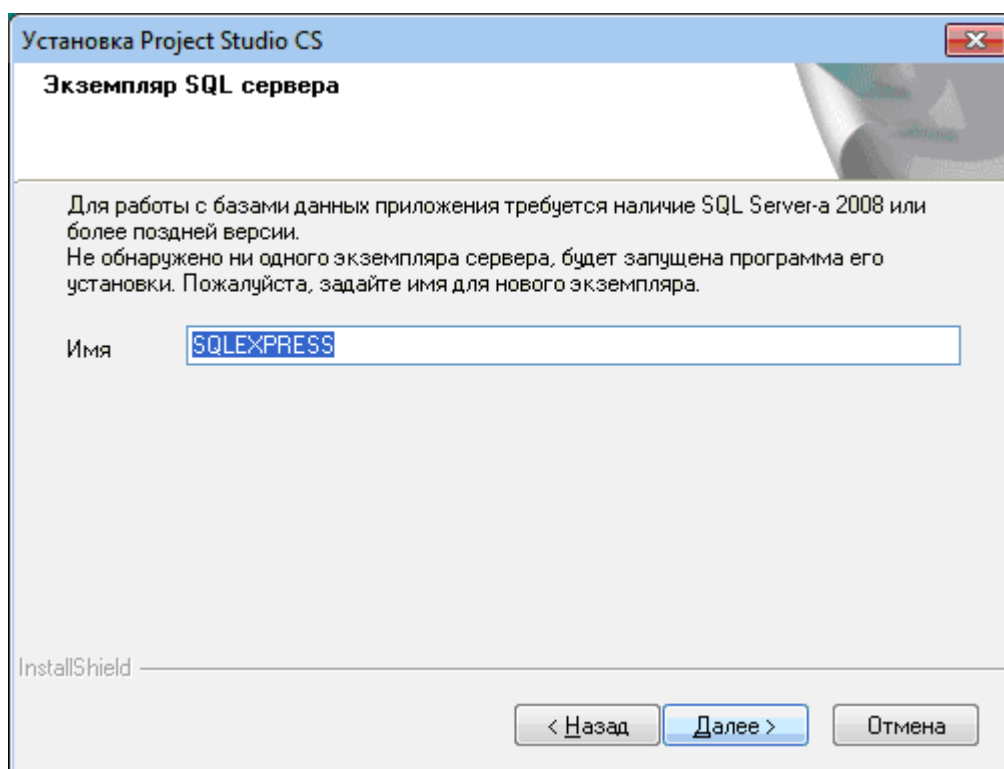 Установка Project Studio CS
Экземпляр SQL сервера
Для работы с базами данных приложения требуется наличие SQL Server-а 2008 или
более поздней версии.
Не обнаружено ни одного экземпляра сервера, будет запущена программа его
установки. Пожалуйста, задайте имя для нового экземпляра.
Имя SQLEXPRESS
InstallShield
< Назад Далее > Отмена